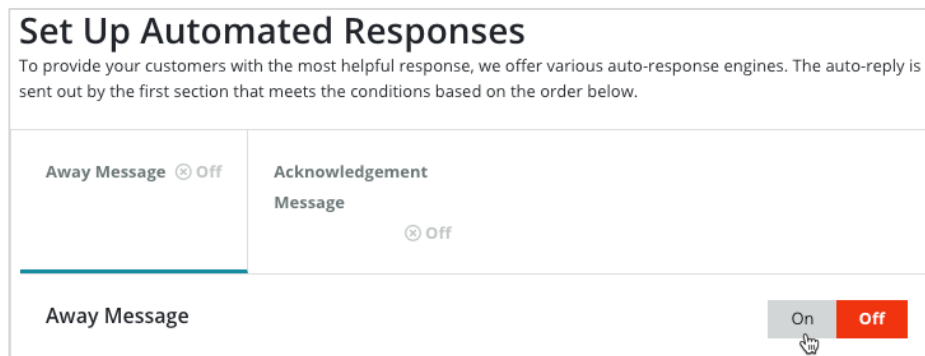 Set Up Automated Responses
To provide your customers with the most helpful response, we offer various auto-response engines. The auto-reply is
sent out by the first section that meets the conditions based on the order below.
Away Message Off
Acknowledgement
Message
Off
Away Message
On Off